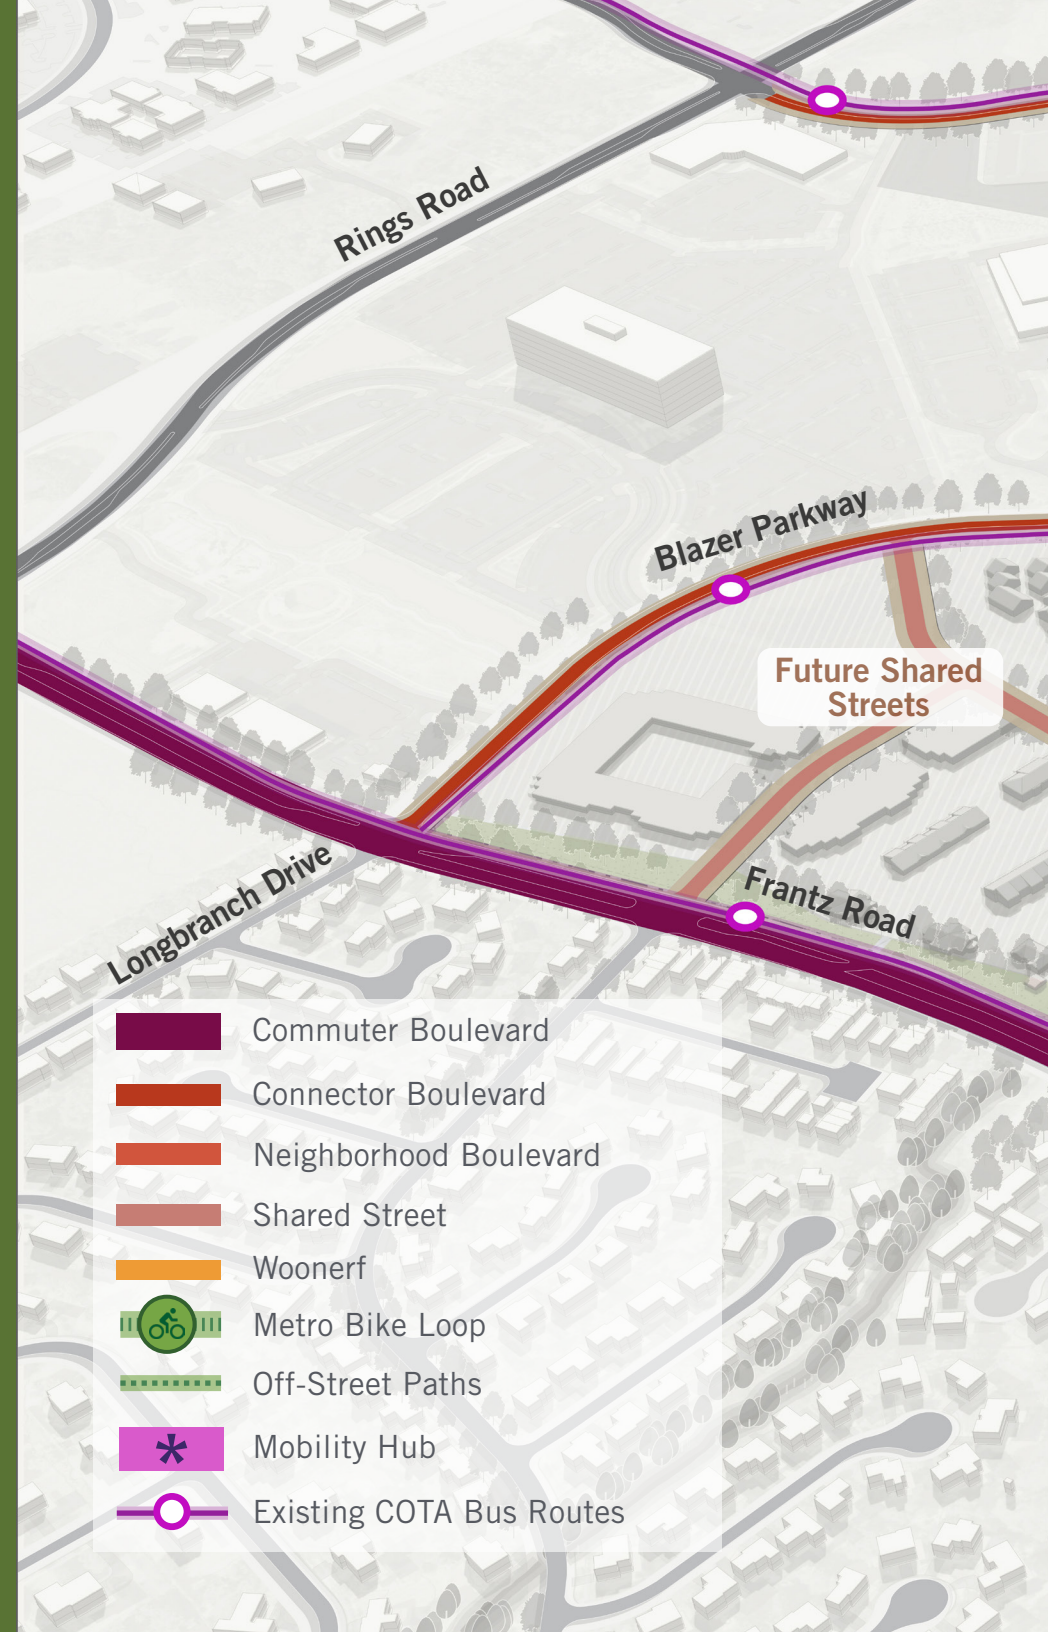 Rings Road
Blazer Parkway
Future Shared
Streets
Frantz Road
Longbranch Drive
Commuter Boulevard
Connector Boulevard
Neighborhood Boulevard
Shared Street
Woonerf
Metro Bike Loop
Off-Street Paths
*
Mobility Hub
Existing COTA Bus Routes